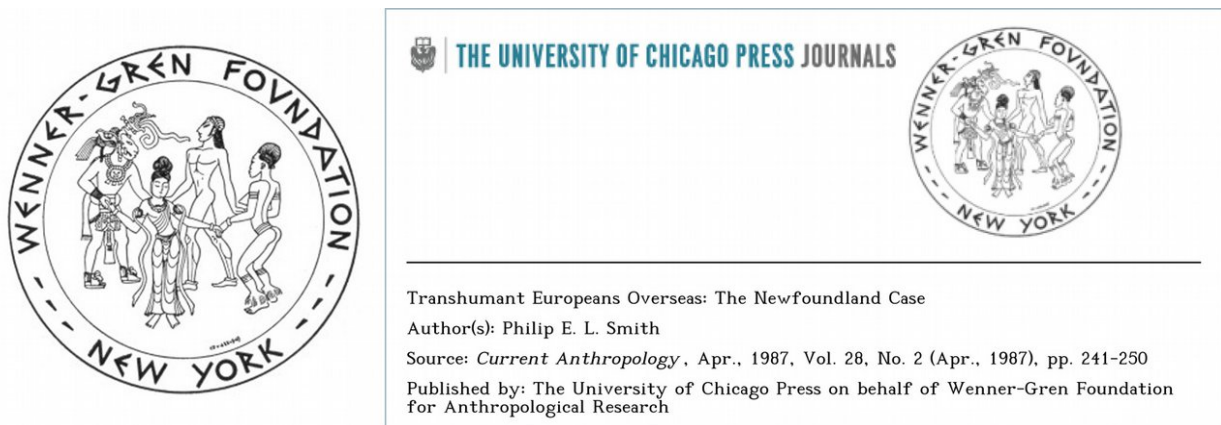 WENNER-GREN FOVNDATION
NEW YORK
THE UNIVERSITY OF CHICAGO PRESS JOURNALS
WENNER-GREN FOVNDATION
NEW YORK
Transhumant Europeans Overseas: The Newfoundland Case
Author(s): Philip E. L. Smith
Source: Current Anthropology, Apr., 1987, Vol. 28, No. 2 (Apr., 1987), pp. 241-250
Published by: The University of Chicago Press on behalf of Wenner-Gren Foundation
for Anthropological Research